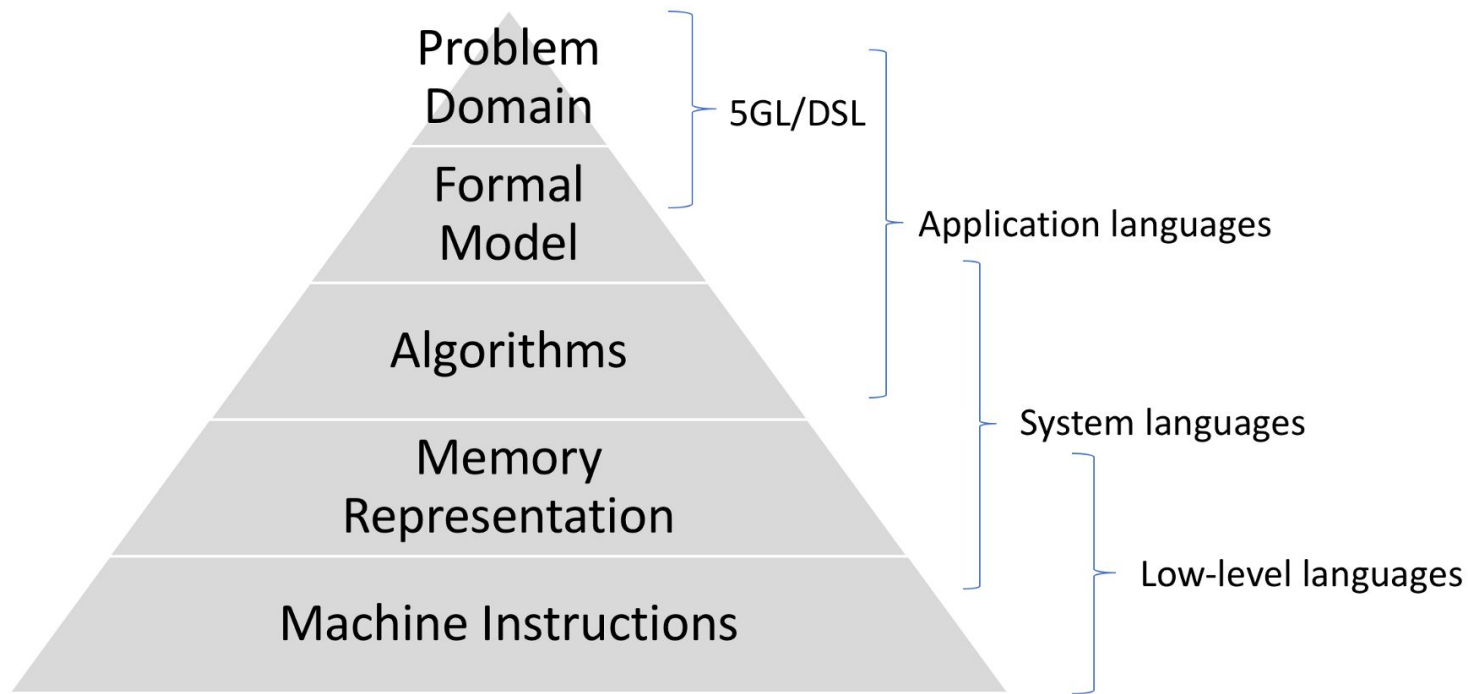 Problem
Domain
5GL/DSL
Formal
Model
Application languages
Algorithms
System languages
Memory
Representation
Low-level languages
Machine Instructions